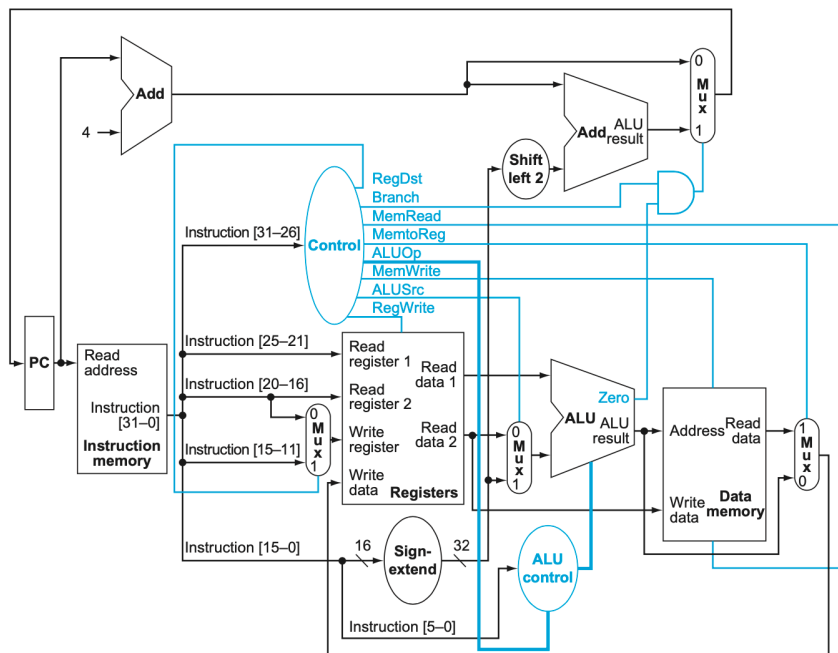 Add
4
0
M
u
x
1
Add
ALU
result
Shift
left 2
RegDst
Branch
MemRead
MemtoReg
ALUOp
MemWrite
ALUSrc
RegWrite
Control
Instruction [31–26]
PC
Read
address
Instruction
[31–0]
Instruction
memory
Instruction [25–21]
Instruction [20–16]
Instruction [15–11]
0
M
u
x
1
Read
register 1
Read
register 2
Write
register
Write
data
Read
data 1
Read
data 2
Registers
0
M
u
x
1
Zero
ALU
ALU
result
Address
Read
data
Write
data
Data
memory
1
M
u
x
0
Instruction [15–0]
16
Sign-
extend
32
ALU
control
Instruction [5–0]